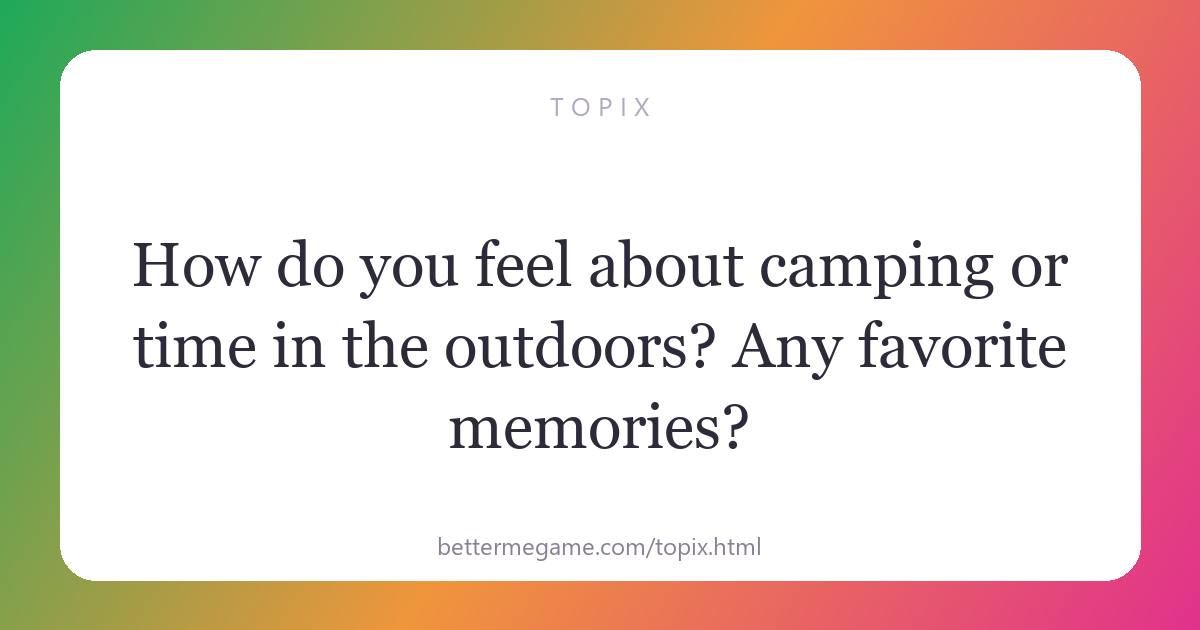 TOPIX
How do you feel about camping or
time in the outdoors? Any favorite
memories?
bettermegame.com/topix.html